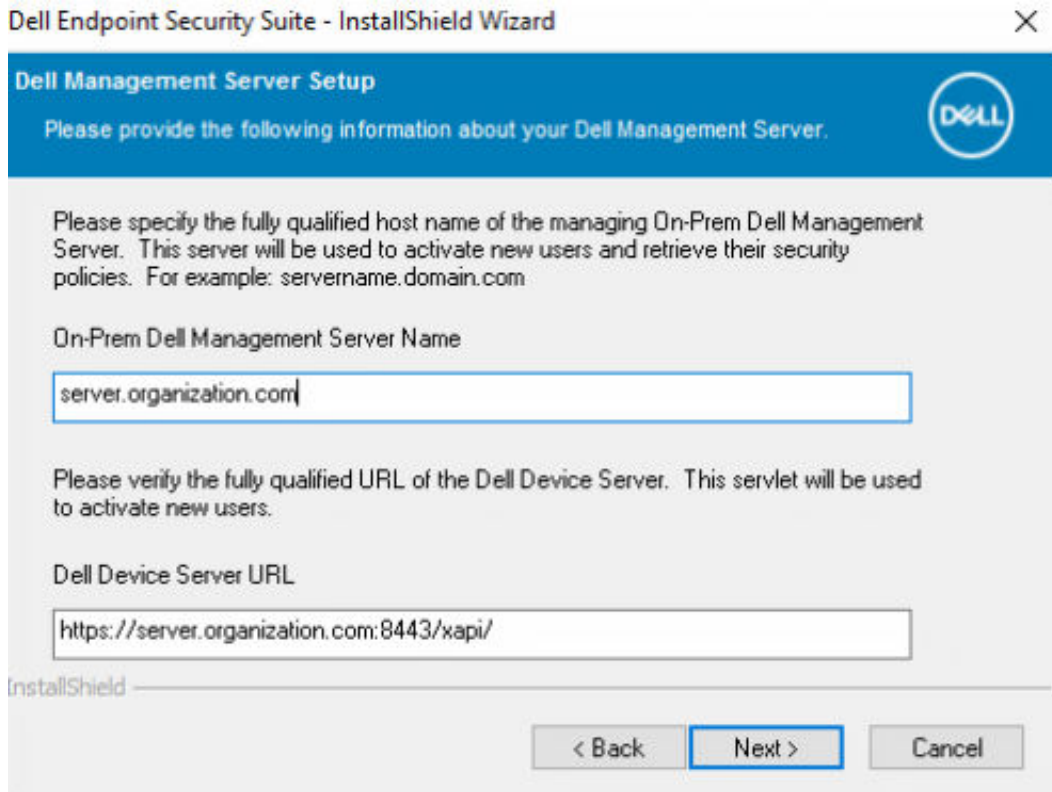 Dell Endpoint Security Suite - InstallShield Wizard
Dell Management Server Setup
Please provide the following information about your Dell Management Server.
DELL
Please specify the fully qualified host name of the managing On-Prem Dell Management
Server. This server will be used to activate new users and retrieve their security
policies. For example: servername.domain.com
On-Prem Dell Management Server Name
server.organization.com
Please verify the fully qualified URL of the Dell Device Server. This servlet will be used
to activate new users.
Dell Device Server URL
https://server.organization.com:8443/xapi/
InstallShield
< Back Next > Cancel